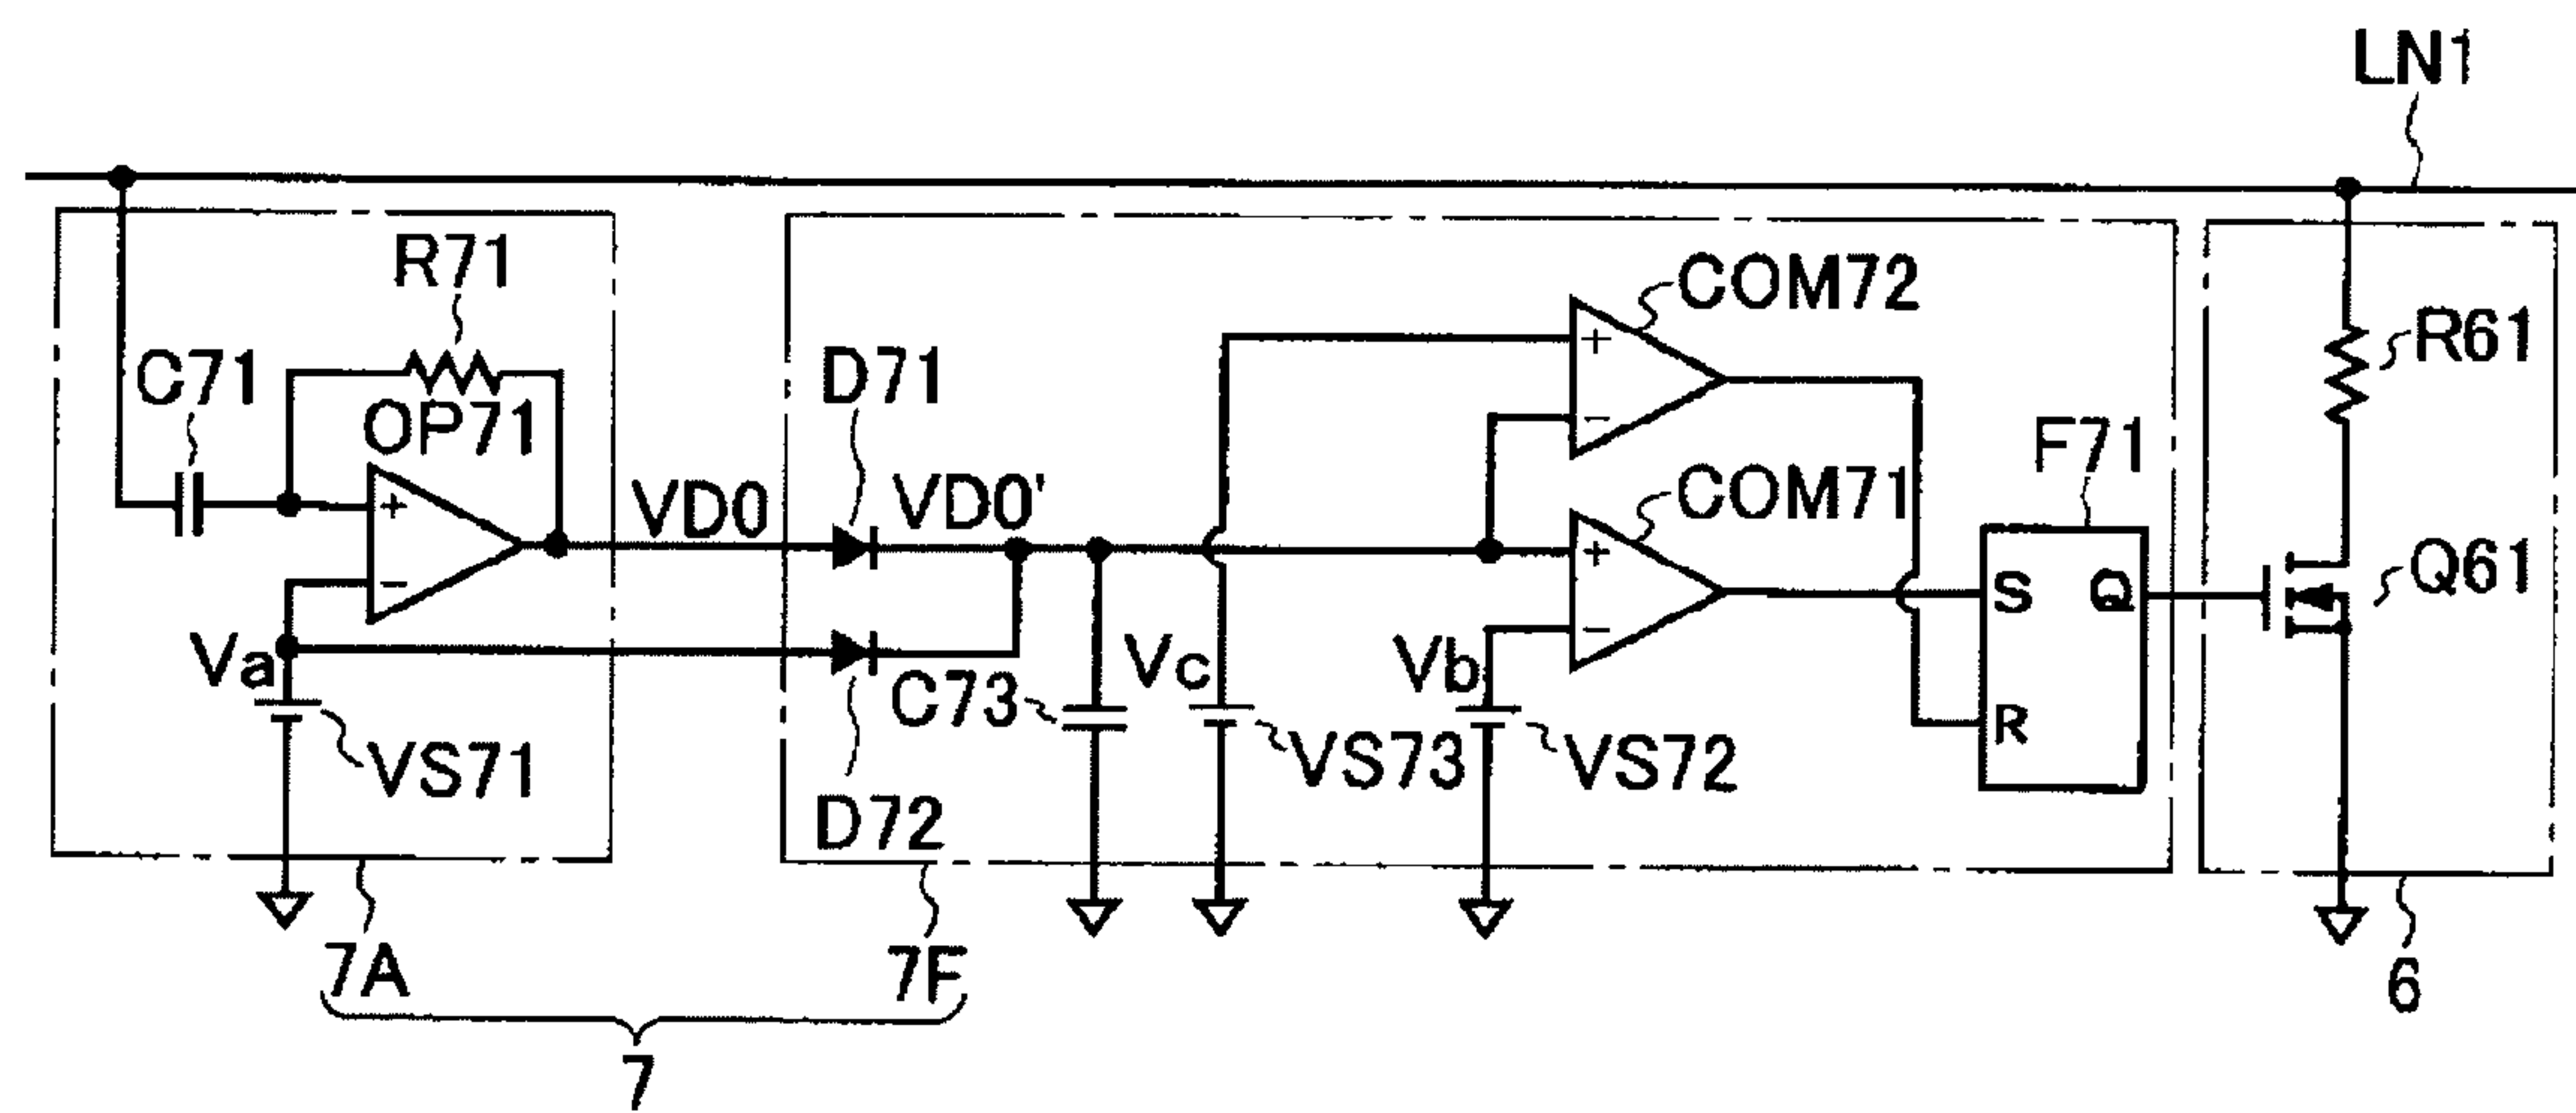 LN1
R71
C71
OP71
+
−
Va
VS71
7A
VD0
D71
VD0'
D72
C73
Vc
VS73
Vb
VS72
COM72
+
−
COM71
+
−
F71
S
Q
R
R61
Q61
7F
6
7